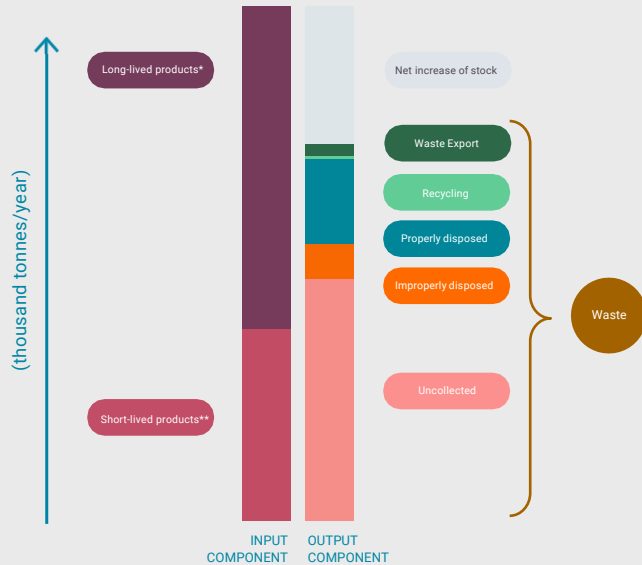 (thousand tonnes/year)
Long-lived products*
Short-lived products**
Net increase of stock
Waste Export
Recycling
Properly disposed
Improperly disposed
Uncollected
Waste
INPUT
COMPONENT
OUTPUT
COMPONENT